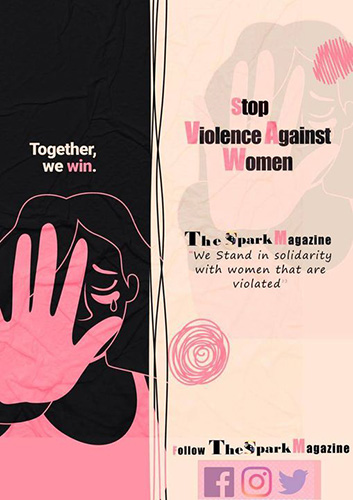 Together,
we win.
Stop
Violence Against
Women
The Spark Magazine
"We Stand in solidarity
with women that are
violated"
Follow The Spark Magazine